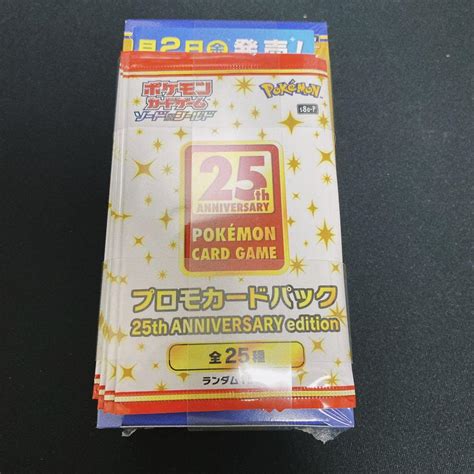 月2日金発売!
ポケモン
カードゲーム
ソード&シールド
Pokémon
s8a-P
25th
ANNIVERSARY
POKÉMON
CARD GAME
プロモカードパック
25th ANNIVERSARY edition
全25種
ランダム1